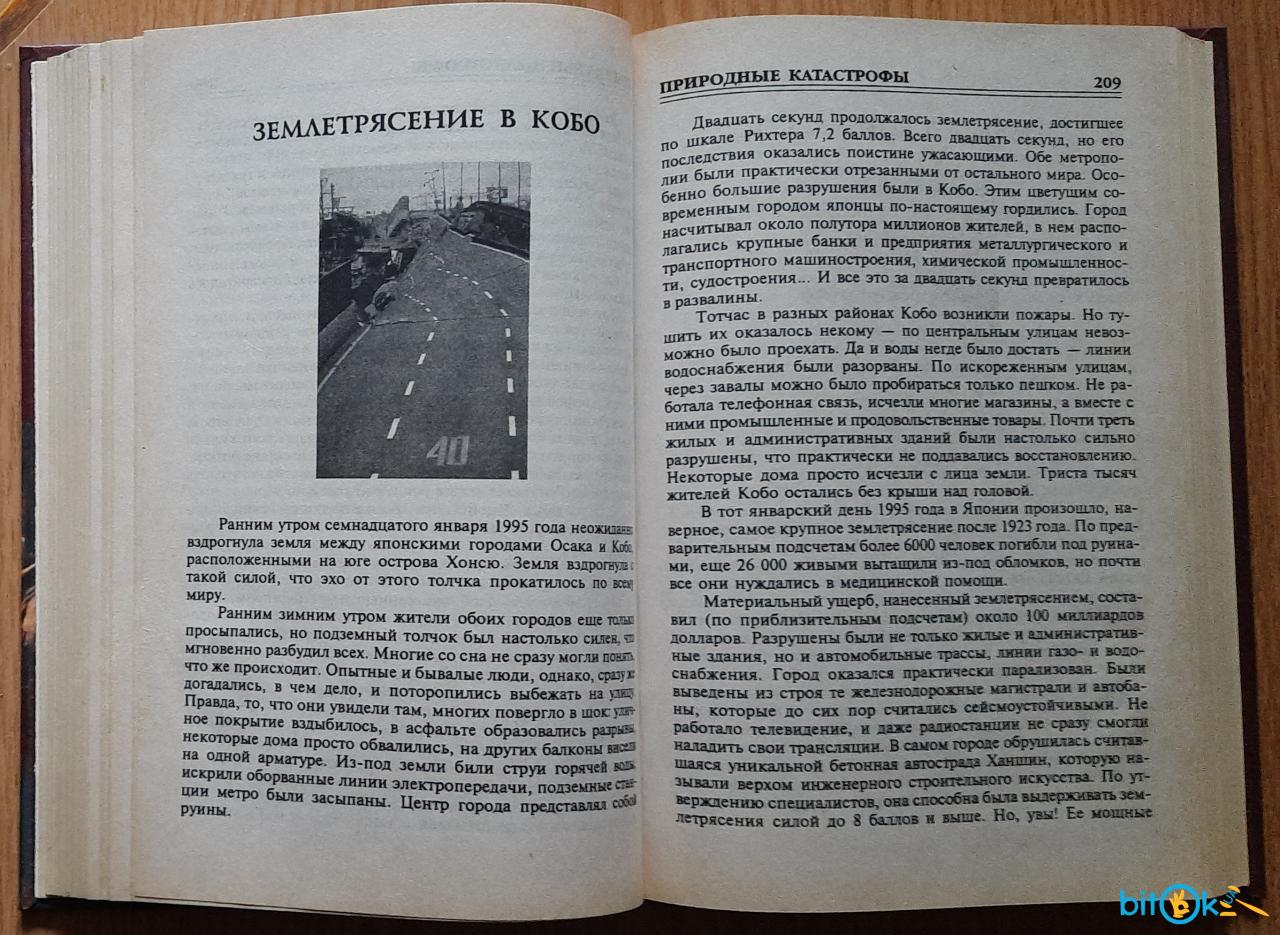 ЗЕМЛЕТРЯСЕНИЕ В КОБО
40
Ранним утром семнадцатого января 1995 года неожиданно
вздрогнула земля между японскими городами Осака и Кобо,
расположенными на юге острова Хонсю. Земля вздрогнула с
такой силой, что эхо от этого толчка прокатилось по всему
миру.
Ранним зимним утром жители обоих городов еще только
просыпались, но подземный толчок был настолько силен, что
мгновенно разбудил всех. Многие со сна не сразу могли понять,
что же происходит. Опытные и бывалые люди, однако, сразу же
догадались, в чем дело, и поторопились выбежать на улицу.
Правда, то, что они увидели там, многих повергло в шок: улич-
ное покрытие вздыбилось, в асфальте образовались разрывы,
некоторые дома просто обвалились, на других балконы висели
на одной арматуре. Из-под земли били струи горячей воды,
искрили оборванные линии электропередачи, подземные стан-
ции метро были засыпаны. Центр города представлял собой
руины.
ПРИРОДНЫЕ КАТАСТРОФЫ 209
Двадцать секунд продолжалось землетрясение, достигшее
по шкале Рихтера 7,2 баллов. Всего двадцать секунд, но его
последствия оказались поистине ужасающими. Обе метропо-
лии были практически отрезанными от остального мира. Осо-
бенно большие разрушения были в Кобо. Этим цветущим со-
временным городом японцы по-настоящему гордились. Город
насчитывал около полутора миллионов жителей, в нем распо-
лагались крупные банки и предприятия металлургического и
транспортного машиностроения, химической промышленнос-
ти, судостроения... И все это за двадцать секунд превратилось
в развалины.
Тотчас в разных районах Кобо возникли пожары. Но ту-
шить их оказалось некому — по центральным улицам невоз-
можно было проехать. Да и воды негде было достать — линии
водоснабжения были разорваны. По искореженным улицам,
через завалы можно было пробираться только пешком. Не ра-
ботала телефонная связь, исчезли многие магазины, а вместе с
ними промышленные и продовольственные товары. Почти треть
жилых и административных зданий были настолько сильно
разрушены, что практически не поддавались восстановлению.
Некоторые дома просто исчезли с лица земли. Триста тысяч
жителей Кобо остались без крыши над головой.
В тот январский день 1995 года в Японии произошло, на-
верное, самое крупное землетрясение после 1923 года. По пред-
варительным подсчетам более 6000 человек погибли под руина-
ми, еще 26 000 живыми вытащили из-под обломков, но почти
все они нуждались в медицинской помощи.
Материальный ущерб, нанесенный землетрясением, соста-
вил (по приблизительным подсчетам) около 100 миллиардов
долларов. Разрушены были не только жилые и административ-
ные здания, но и автомобильные трассы, линии газо- и водо-
снабжения. Город оказался практически парализован. Были
выведены из строя те железнодорожные магистрали и автоба-
ны, которые до сих пор считались сейсмоустойчивыми. Не
работало телевидение, и даже радиостанции не сразу смогли
наладить свои трансляции. В самом городе обрушилась считав-
шаяся уникальной бетонная автострада Ханшин, которую на-
зывали верхом инженерного строительного искусства. По ут-
верждению специалистов, она способна была выдерживать зем-
летрясения силой до 8 баллов и выше. Но, увы! Ее мощные
bitOk.UA